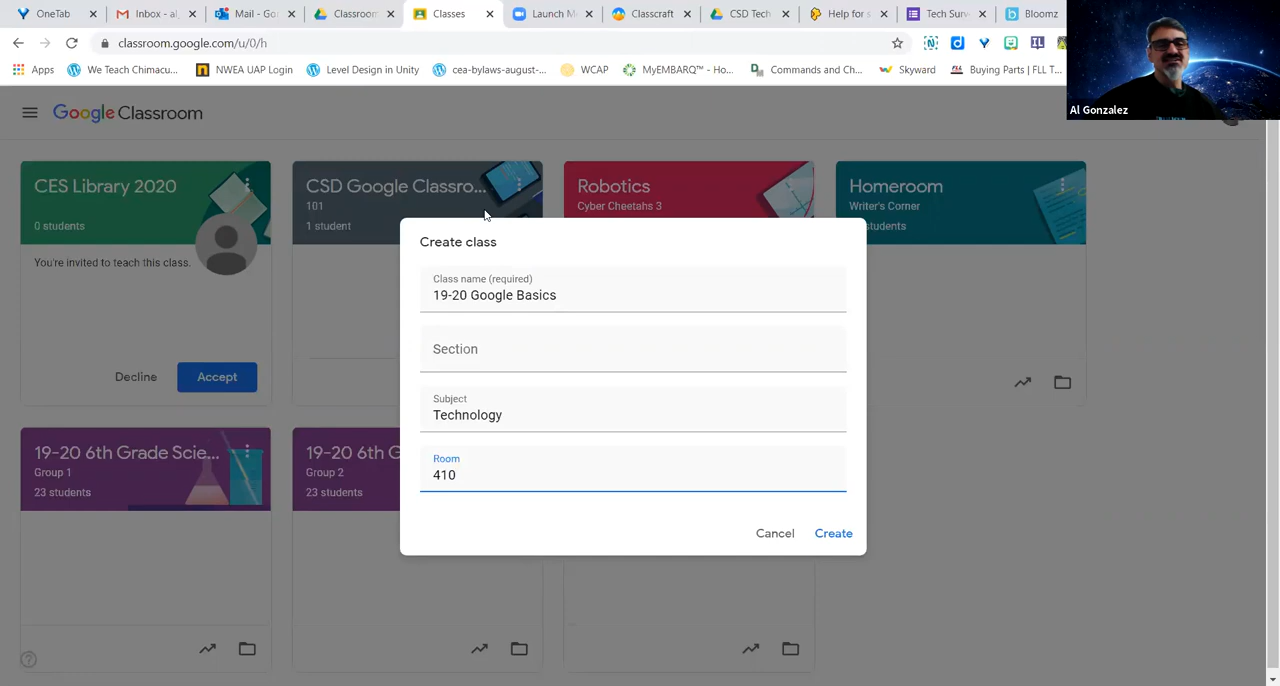 OneTab
Inbox - al
Mail - Go
Classroom
Classes
Launch M
Classcraft
CSD Tech
Help for s
Tech Surv
Bloomz
classroom.google.com/u/0/h
Apps
We Teach Chimacu...
NWEA UAP Login
Level Design in Unity
cea-bylaws-august-...
WCAP
MyEMBARQ™ - Ho...
Commands and Ch...
Skyward
Buying Parts | FLL T...
Al Gonzalez
Google Classroom
CES Library 2020
0 students
You're invited to teach this class.
Decline
Accept
CSD Google Classro...
101
1 student
Robotics
Cyber Cheetahs 3
Homeroom
Writer's Corner
students
Create class
Class name (required)
19-20 Google Basics
Section
Subject
Technology
Room
410
Cancel
Create
19-20 6th Grade Scie...
Group 1
23 students
19-20 6th G
Group 2
23 students